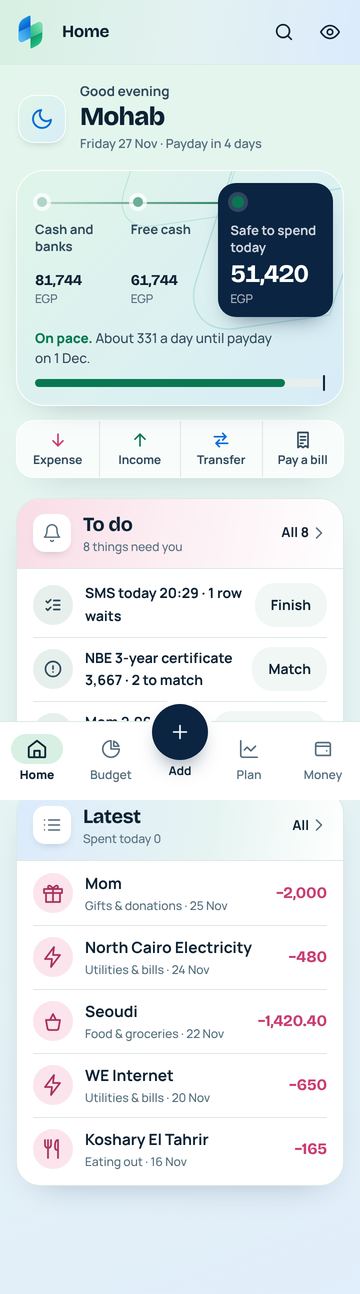 Home
Good evening
Mohab
Friday 27 Nov · Payday in 4 days
Cash and
banks
81,744
EGP
Free cash
61,744
EGP
Safe to spend
today
51,420
EGP
On pace. About 331 a day until payday
on 1 Dec.
Expense
Income
Transfer
Pay a bill
To do
8 things need you
All 8
SMS today 20:29 · 1 row
waits
Finish
NBE 3-year certificate
3,667 · 2 to match
Match
Home
Budget
Add
Plan
Money
Latest
Spent today 0
All
Mom
Gifts & donations · 25 Nov
−2,000
North Cairo Electricity
Utilities & bills · 24 Nov
−480
Seoudi
Food & groceries · 22 Nov
−1,420.40
WE Internet
Utilities & bills · 20 Nov
−650
Koshary El Tahrir
Eating out · 16 Nov
−165